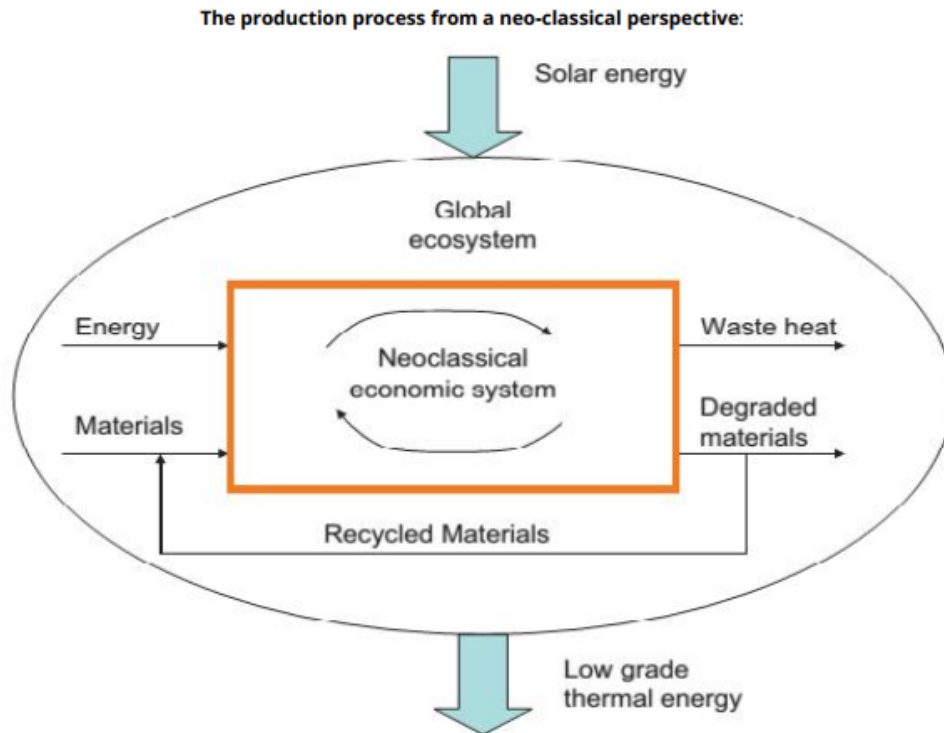 The production process from a neo-classical perspective:
Solar energy
Global
ecosystem
Energy
Neoclassical
economic system
Waste heat
Materials
Degraded
materials
Recycled Materials
Low grade
thermal energy